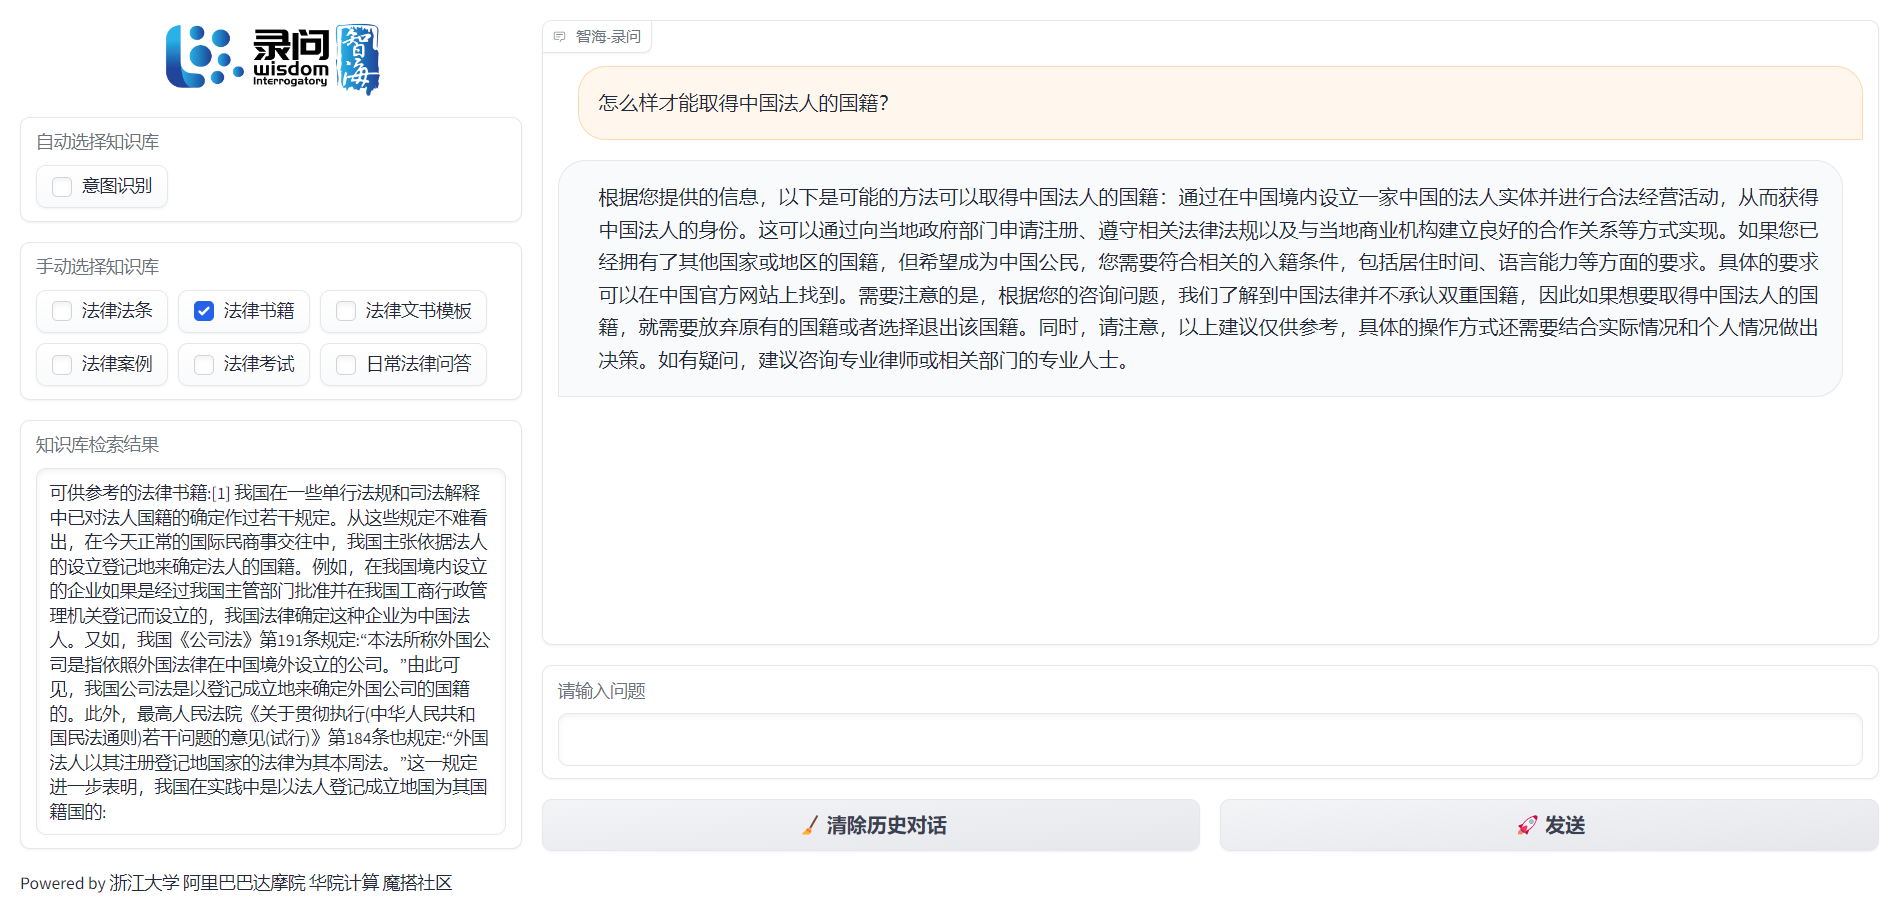 录问
wisdom
Interrogatory
智海
自动选择知识库
意图识别
手动选择知识库
法律法条
法律书籍
法律文书模板
法律案例
法律考试
日常法律问答
知识库检索结果
可供参考的法律书籍:[1] 我国在一些单行法规和司法解释
中已对法人国籍的确定作过若干规定。从这些规定不难看
出，在今天正常的国际民商事交往中，我国主张依据法人
的设立登记地来确定法人的国籍。例如，在我国境内设立
的企业如果是经过我国主管部门批准并在我国工商行政管
理机关登记而设立的，我国法律确定这种企业为中国法
人。又如，我国《公司法》第191条规定:“本法所称外国公
司是指依照外国法律在中国境外设立的公司。”由此可
见，我国公司法是以登记成立地来确定外国公司的国籍
的。此外，最高人民法院《关于贯彻执行(中华人民共和
国民法通则)若干问题的意见(试行)》第184条也规定:“外国
法人以其注册登记地国家的法律为其本周法。”这一规定
进一步表明，我国在实践中是以法人登记成立地国为其国
籍国的:
Powered by 浙江大学 阿里巴巴达摩院 华院计算 魔搭社区
智海-录问
怎么样才能取得中国法人的国籍？
根据您提供的信息，以下是可能的方法可以取得中国法人的国籍：通过在中国境内设立一家中国的法人实体并进行合法经营活动，从而获得
中国法人的身份。这可以通过向当地政府部门申请注册、遵守相关法律法规以及与当地商业机构建立良好的合作关系等方式实现。如果您已
经拥有了其他国家或地区的国籍，但希望成为中国公民，您需要符合相关的入籍条件，包括居住时间、语言能力等方面的要求。具体的要求
可以在中国官方网站上找到。需要注意的是，根据您的咨询问题，我们了解到中国法律并不承认双重国籍，因此如果想要取得中国法人的国
籍，就需要放弃原有的国籍或者选择退出该国籍。同时，请注意，以上建议仅供参考，具体的操作方式还需要结合实际情况和个人情况做出
决策。如有疑问，建议咨询专业律师或相关部门的专业人士。
请输入问题
清除历史对话
发送